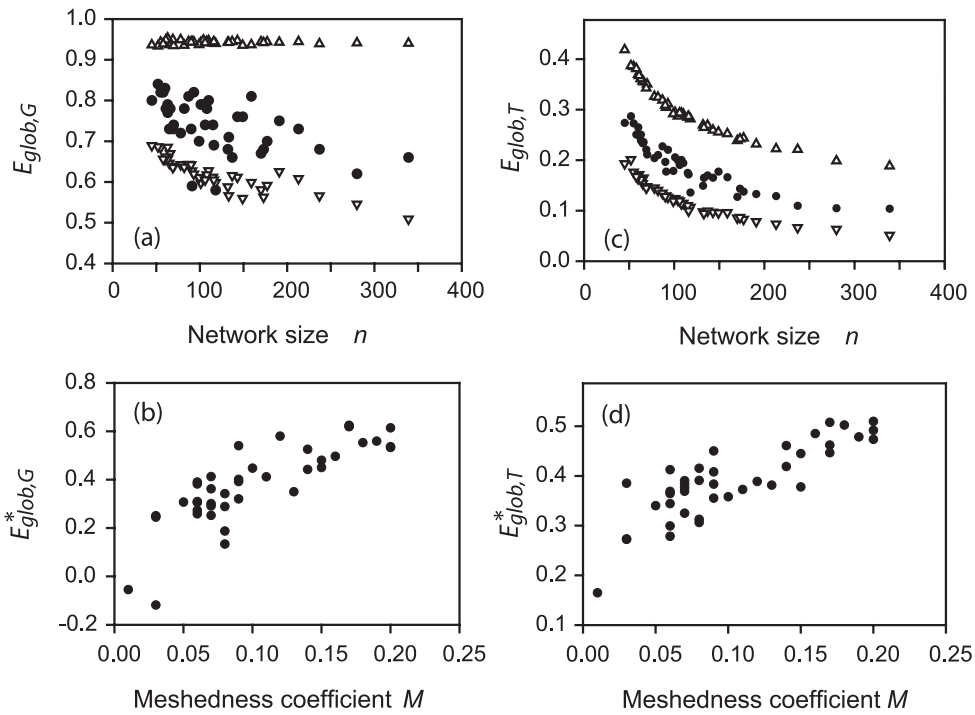 1.0
0.9
0.8
0.7
0.6
0.5
0.4
E_glob,G
(a)
0 100 200 300 400
Network size n
0.4
0.3
0.2
0.1
0.0
E_glob,T
(c)
0 100 200 300 400
Network size n
0.8
0.6
0.4
0.2
0.0
−0.2
E*_glob,G
(b)
0.00 0.05 0.10 0.15 0.20 0.25
Meshedness coefficient M
0.5
0.4
0.3
0.2
0.1
E*_glob,T
(d)
0.00 0.05 0.10 0.15 0.20 0.25
Meshedness coefficient M